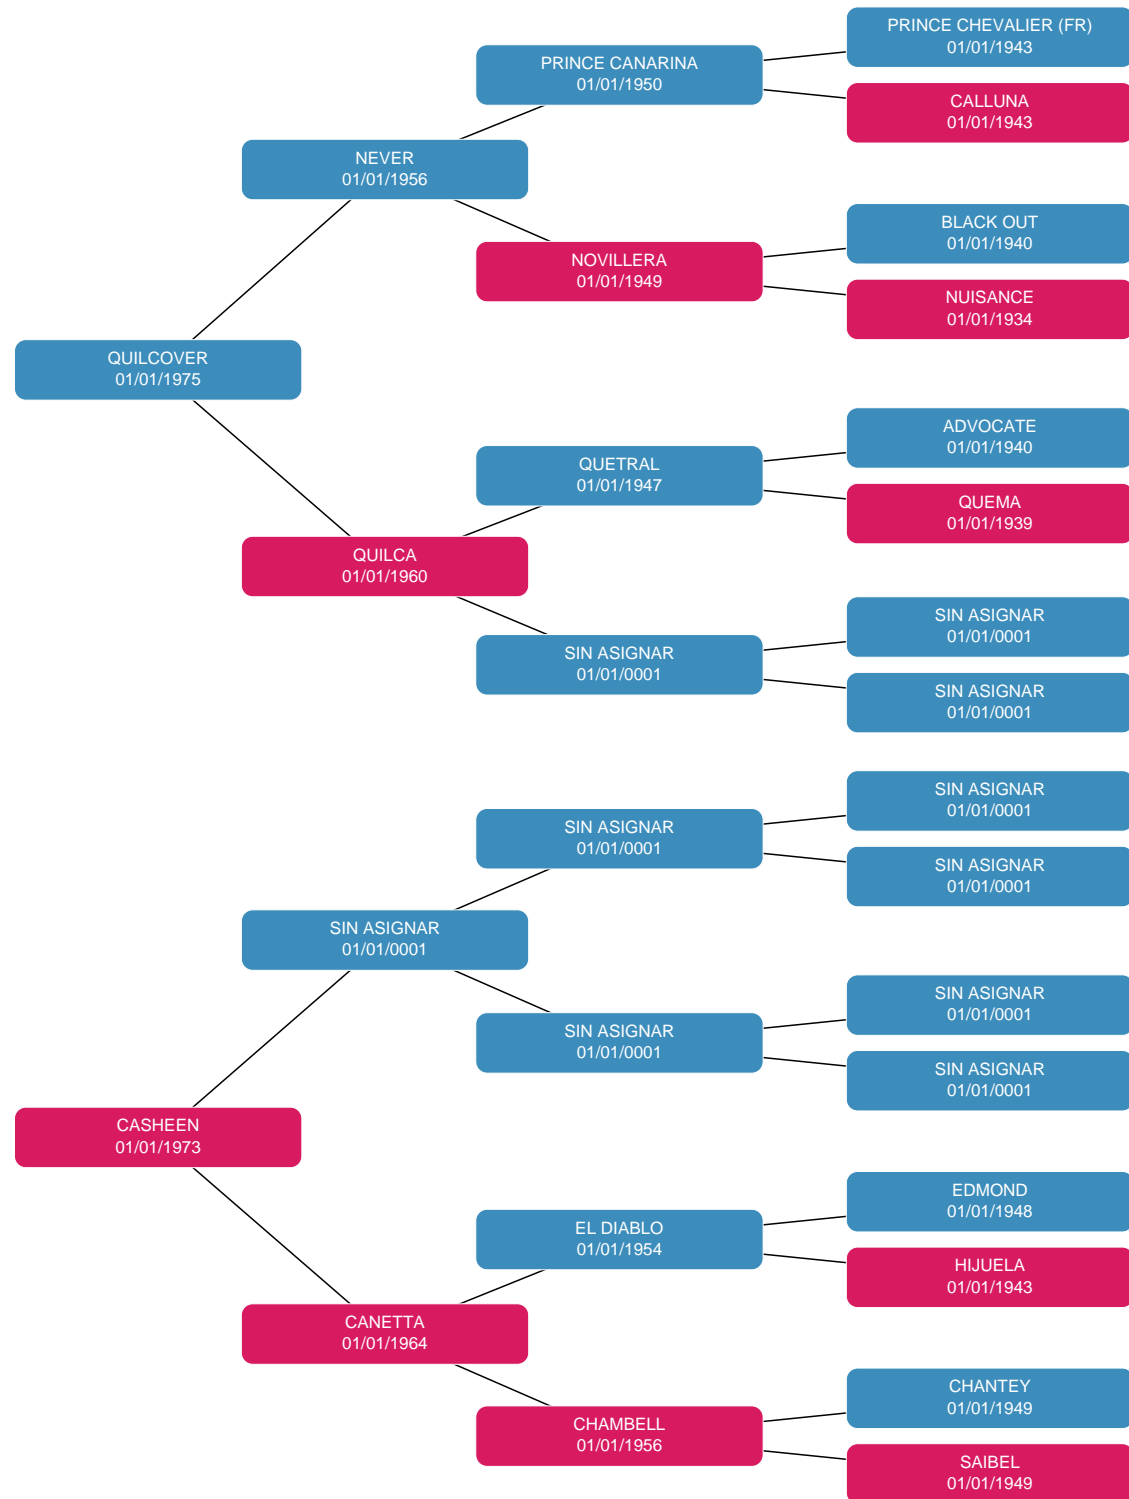 PRINCE CHEVALIER (FR)
01/01/1943
PRINCE CANARINA
01/01/1950
CALLUNA
01/01/1943
NEVER
01/01/1956
BLACK OUT
01/01/1940
NOVILLERA
01/01/1949
NUISANCE
01/01/1934
QUILCOVER
01/01/1975
ADVOCATE
01/01/1940
QUETRAL
01/01/1947
QUEMA
01/01/1939
QUILCA
01/01/1960
SIN ASIGNAR
01/01/0001
SIN ASIGNAR
01/01/0001
SIN ASIGNAR
01/01/0001
SIN ASIGNAR
01/01/0001
SIN ASIGNAR
01/01/0001
SIN ASIGNAR
01/01/0001
SIN ASIGNAR
01/01/0001
SIN ASIGNAR
01/01/0001
SIN ASIGNAR
01/01/0001
SIN ASIGNAR
01/01/0001
CASHEEN
01/01/1973
EDMOND
01/01/1948
EL DIABLO
01/01/1954
HIJUELA
01/01/1943
CANETTA
01/01/1964
CHANTEY
01/01/1949
CHAMBELL
01/01/1956
SAIBEL
01/01/1949